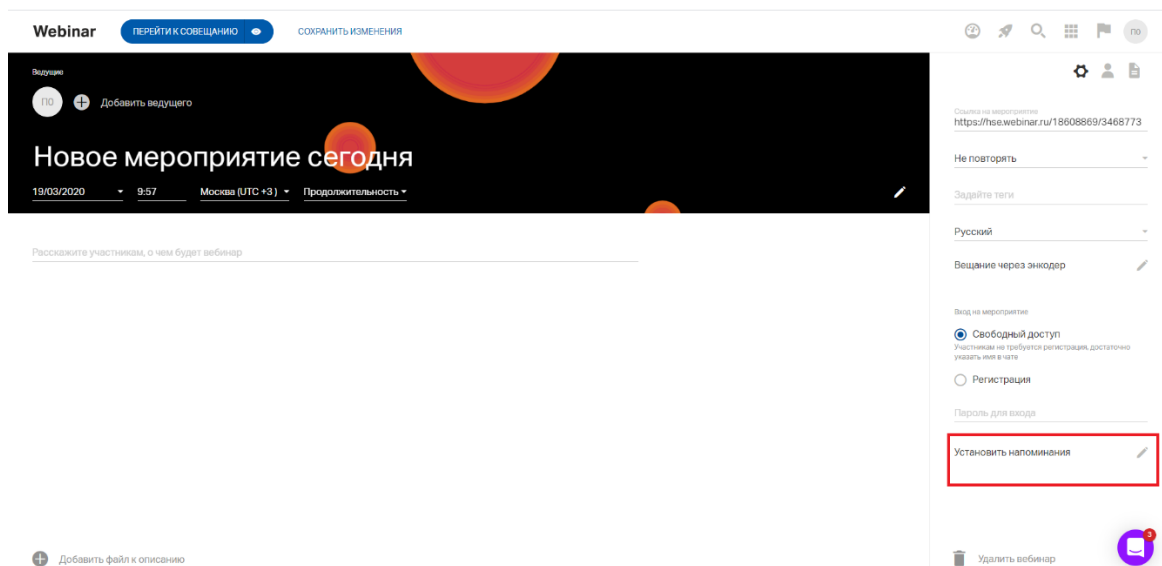 Webinar
ПЕРЕЙТИ К СОВЕЩАНИЮ
СОХРАНИТЬ ИЗМЕНЕНИЯ
ПО
Ведущие
ПО
Добавить ведущего
Новое мероприятие сегодня
19/03/2020 9:57 Москва (UTC +3) Продолжительность
Расскажите участникам, о чем будет вебинар
Добавить файл к описанию
Ссылка на мероприятие
https://hse.webinar.ru/18608869/3468773
Не повторять
Задайте теги
Русский
Вещание через энкодер
Вход на мероприятие
Свободный доступ
Участникам не требуется регистрация, достаточно
указать имя в чате
Регистрация
Пароль для входа
Установить напоминания
3
Удалить вебинар